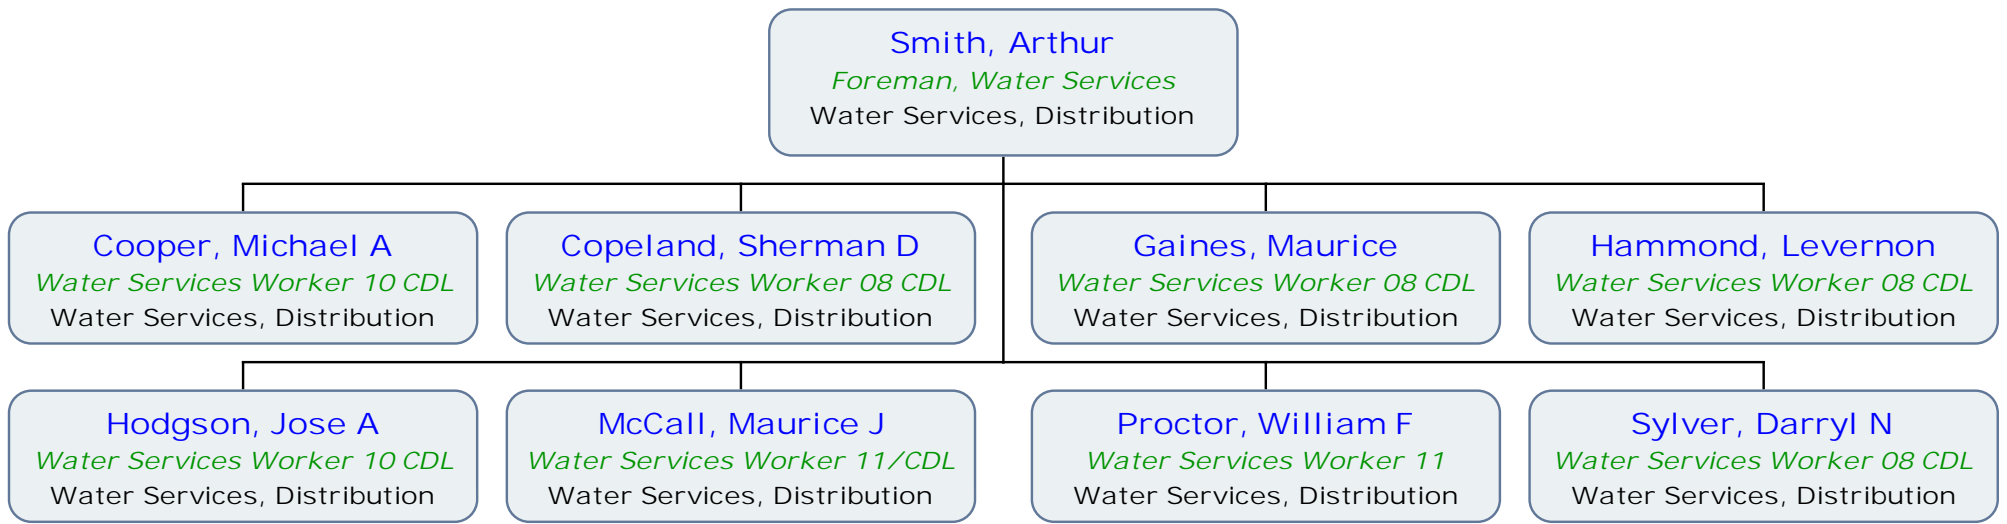 Smith, Arthur
Foreman, Water Services
Water Services, Distribution
Cooper, Michael A
Water Services Worker 10 CDL
Water Services, Distribution
Copeland, Sherman D
Water Services Worker 08 CDL
Water Services, Distribution
Gaines, Maurice
Water Services Worker 08 CDL
Water Services, Distribution
Hammond, Levernon
Water Services Worker 08 CDL
Water Services, Distribution
Hodgson, Jose A
Water Services Worker 10 CDL
Water Services, Distribution
McCall, Maurice J
Water Services Worker 11/CDL
Water Services, Distribution
Proctor, William F
Water Services Worker 11
Water Services, Distribution
Sylver, Darryl N
Water Services Worker 08 CDL
Water Services, Distribution